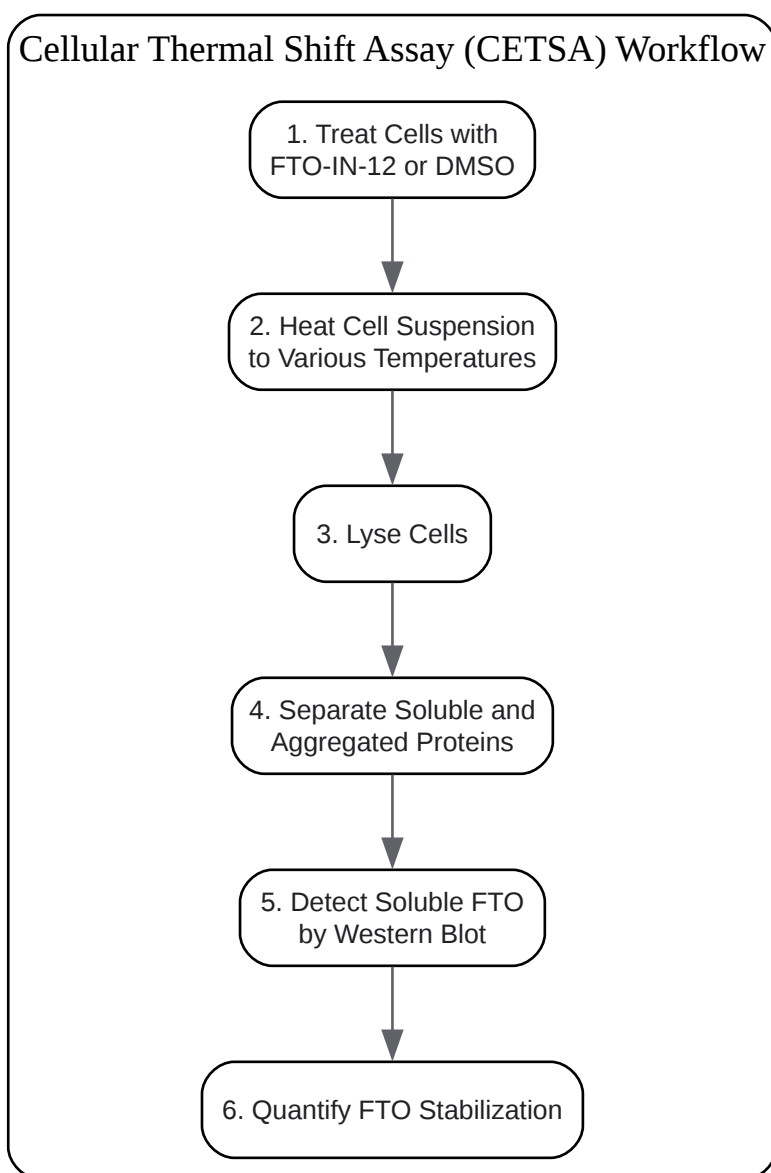 Cellular Thermal Shift Assay (CETSA) Workflow
1. Treat Cells with
FTO-IN-12 or DMSO
2. Heat Cell Suspension
to Various Temperatures
3. Lyse Cells
4. Separate Soluble and
Aggregated Proteins
5. Detect Soluble FTO
by Western Blot
6. Quantify FTO Stabilization